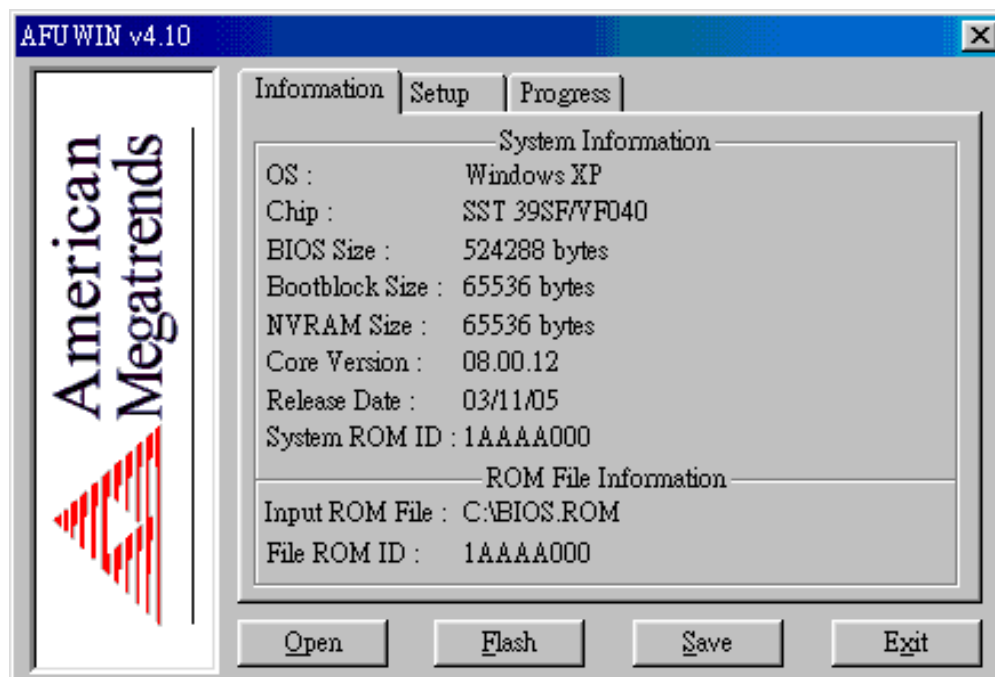 AFUWIN v4.10
American
Megatrends
Information
Setup
Progress
System Information
OS : Windows XP
Chip : SST 39SF/VF040
BIOS Size : 524288 bytes
Bootblock Size : 65536 bytes
NVRAM Size : 65536 bytes
Core Version : 08.00.12
Release Date : 03/11/05
System ROM ID : 1AAAA000
ROM File Information
Input ROM File : C:\BIOS.ROM
File ROM ID : 1AAAA000
Open
Flash
Save
Exit